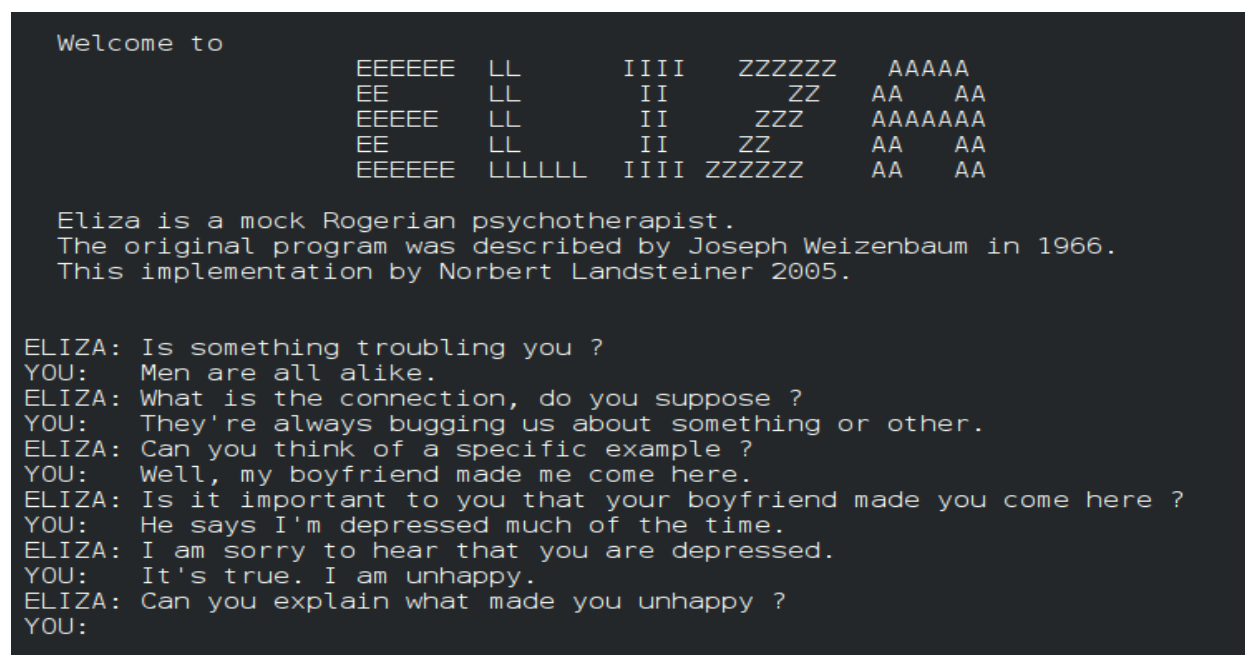 Welcome to
EEEEEE  LL      IIII   ZZZZZZ   AAAAA
EE      LL       II       ZZ   AA   AA
EEEEE   LL       II     ZZZ    AAAAAAA
EE      LL       II    ZZ      AA   AA
EEEEEE  LLLLLL  IIII ZZZZZZ    AA   AA
Eliza is a mock Rogerian psychotherapist.
The original program was described by Joseph Weizenbaum in 1966.
This implementation by Norbert Landsteiner 2005.
ELIZA: Is something troubling you ?
YOU:   Men are all alike.
ELIZA: What is the connection, do you suppose ?
YOU:   They're always bugging us about something or other.
ELIZA: Can you think of a specific example ?
YOU:   Well, my boyfriend made me come here.
ELIZA: Is it important to you that your boyfriend made you come here ?
YOU:   He says I'm depressed much of the time.
ELIZA: I am sorry to hear that you are depressed.
YOU:   It's true. I am unhappy.
ELIZA: Can you explain what made you unhappy ?
YOU: